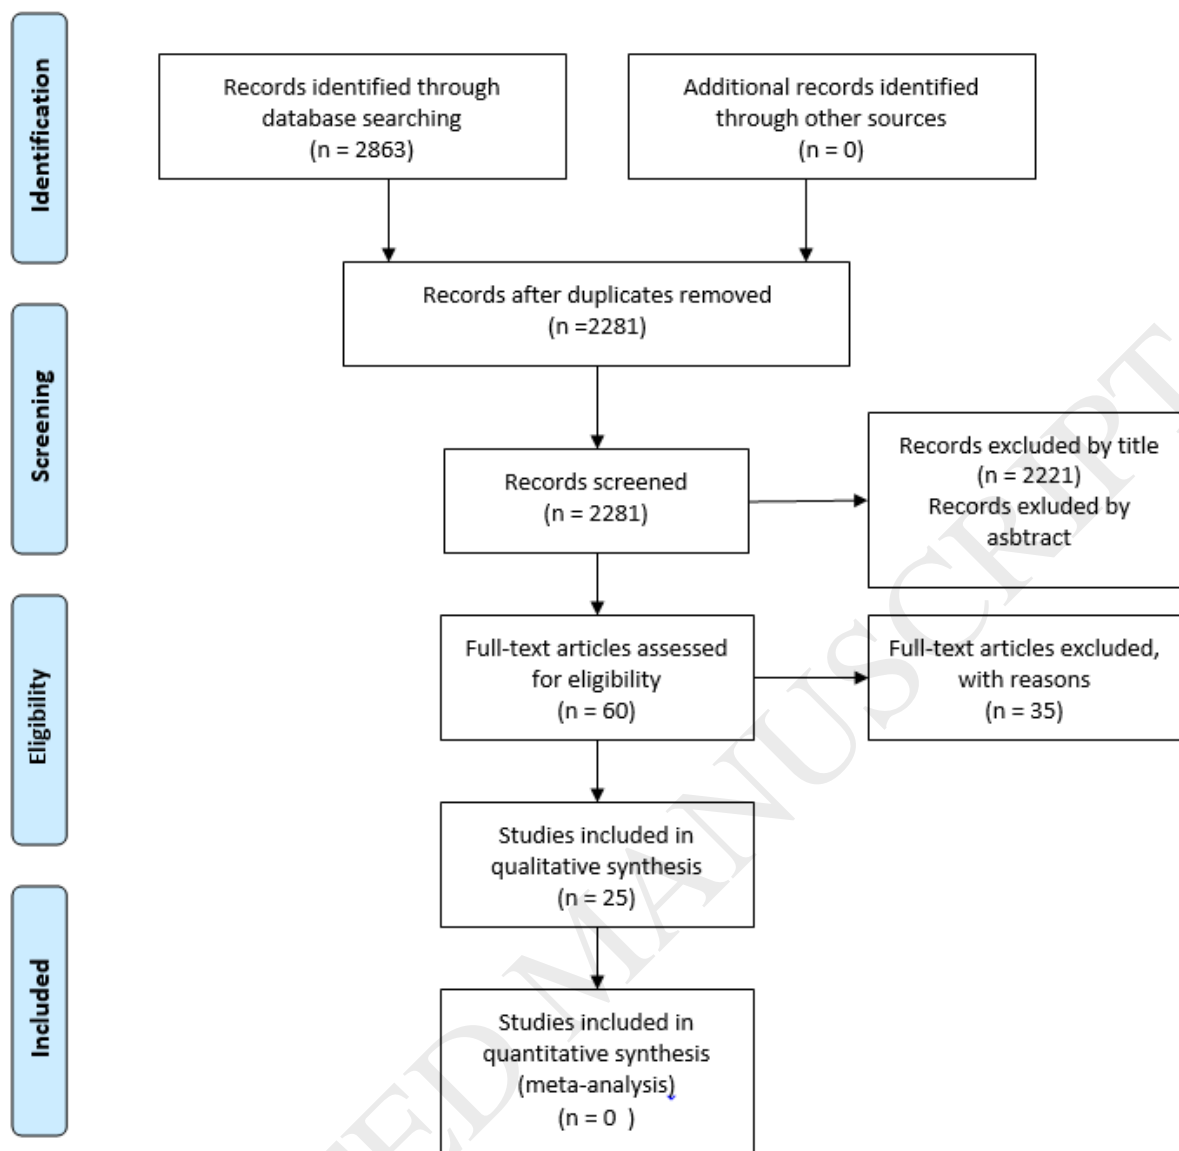 Identification
Records identified through
database searching
(n = 2863)
Additional records identified
through other sources
(n = 0)
Records after duplicates removed
(n =2281)
Screening
Records screened
(n = 2281)
Records excluded by title
(n = 2221)
Records exluded by
asbtract
Eligibility
Full-text articles assessed
for eligibility
(n = 60)
Full-text articles excluded,
with reasons
(n = 35)
Studies included in
qualitative synthesis
(n = 25)
Included
Studies included in
quantitative synthesis
(meta-analysis)
(n = 0  )
TED MANUSCRIPT